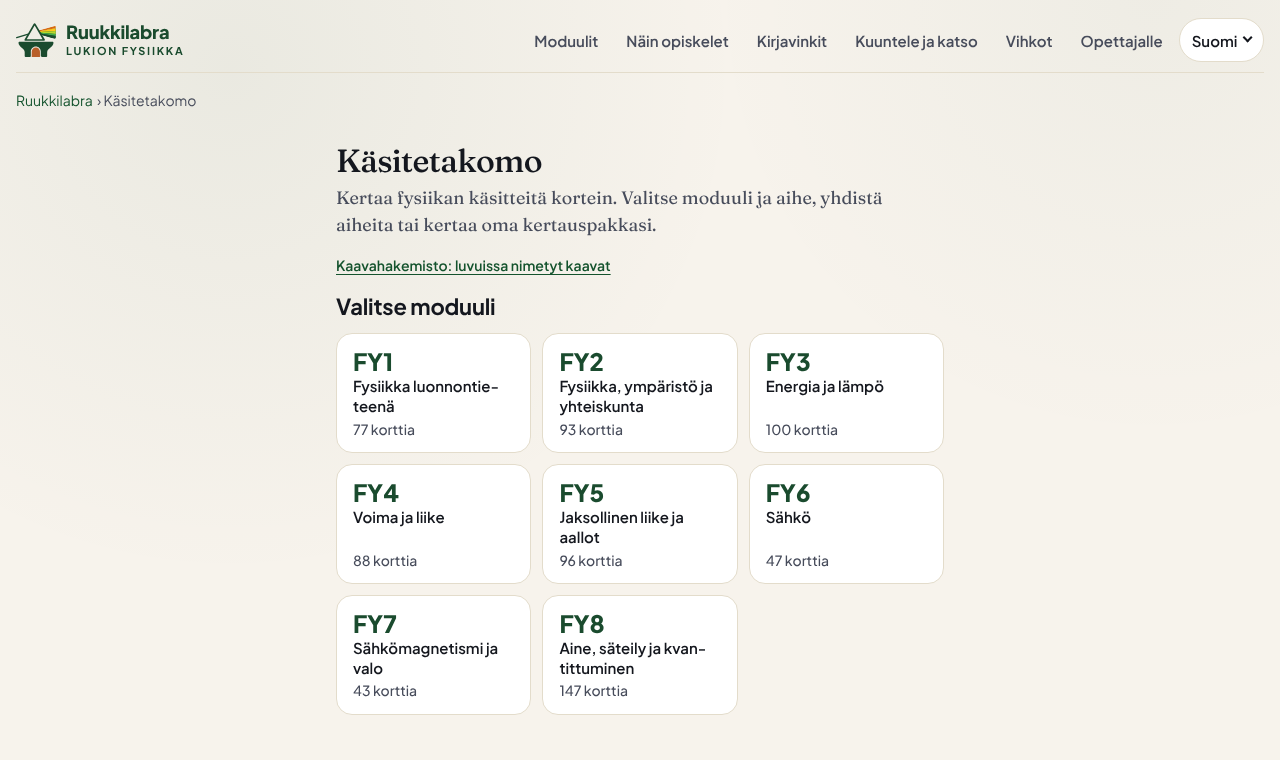 Ruukkilabra
LUKION FYSIIKKA
Moduulit
Näin opiskelet
Kirjavinkit
Kuuntele ja katso
Vihkot
Opettajalle
Suomi
Ruukkilabra › Käsitetakomo
Käsitetakomo
Kertaa fysiikan käsitteitä kortein. Valitse moduuli ja aihe, yhdistä
aiheita tai kertaa oma kertauspakkasi.
Kaavahakemisto: luvuissa nimetyt kaavat
Valitse moduuli
FY1
Fysiikka luonnontie-
teenä
77 korttia
FY2
Fysiikka, ympäristö ja
yhteiskunta
93 korttia
FY3
Energia ja lämpö
100 korttia
FY4
Voima ja liike
88 korttia
FY5
Jaksollinen liike ja
aallot
96 korttia
FY6
Sähkö
47 korttia
FY7
Sähkömagnetismi ja
valo
43 korttia
FY8
Aine, säteily ja kvan-
tittuminen
147 korttia